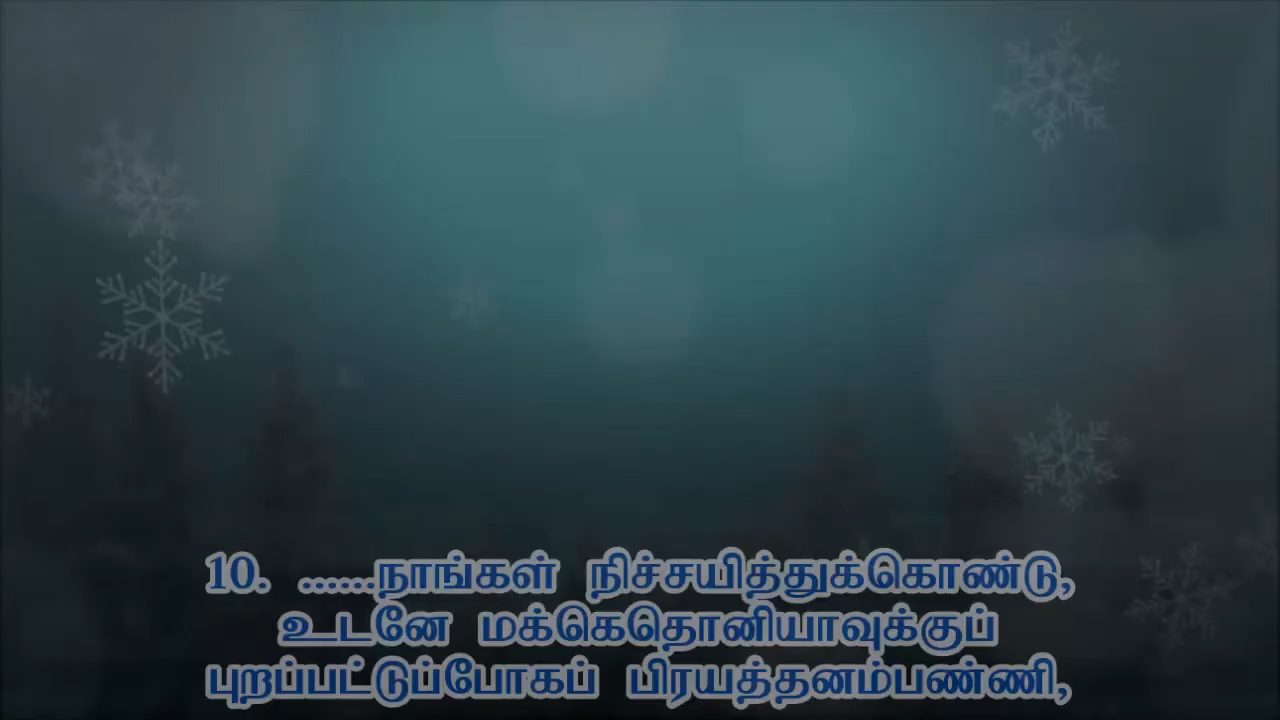 10. ......நாங்கள் நிச்சயித்துக்கொண்டு,
உடனே மக்கெதொனியாவுக்குப்
புறப்பட்டுப்போகப் பிரயத்தனம்பண்ணி,